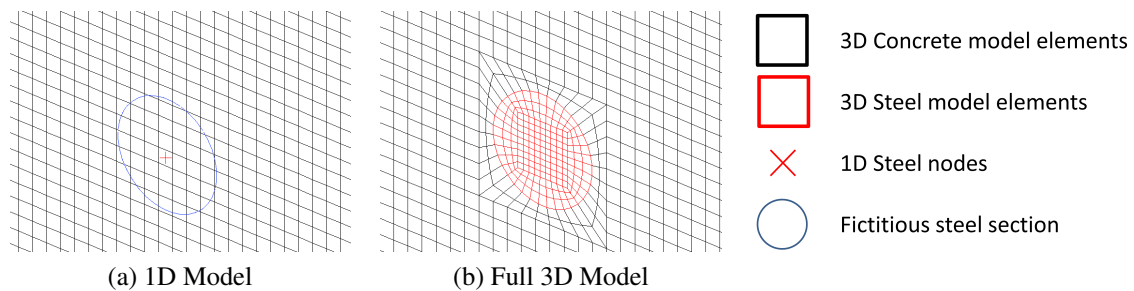 3D Concrete model elements
3D Steel model elements
1D Steel nodes
Fictitious steel section
(a) 1D Model
(b) Full 3D Model